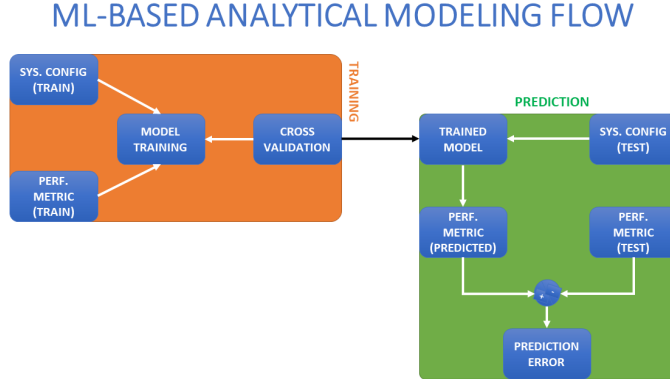 ML-BASED ANALYTICAL MODELING FLOW
SYS. CONFIG
(TRAIN)
MODEL
TRAINING
CROSS
VALIDATION
PERF.
METRIC
(TRAIN)
TRAINING
PREDICTION
TRAINED
MODEL
SYS. CONFIG
(TEST)
PERF.
METRIC
(PREDICTED)
PERF.
METRIC
(TEST)
+
-
PREDICTION
ERROR